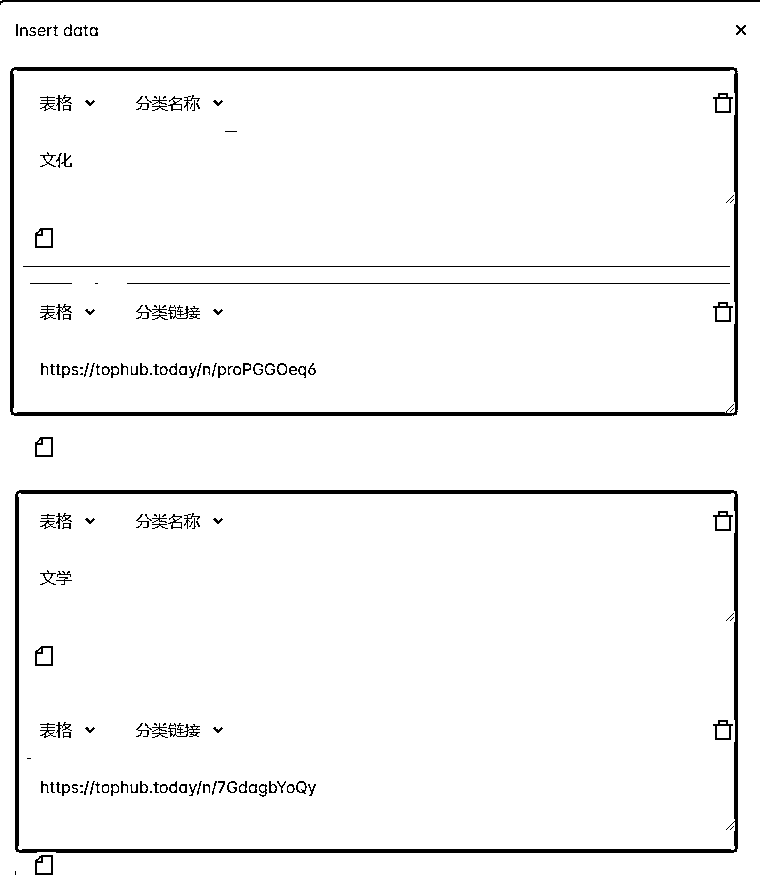 Insert data
表格 分类名称
文化
表格 分类链接
https://tophub.today/n/proPGGOeq6
表格 分类名称
文学
表格 分类链接
https://tophub.today/n/7GdagbYoQy